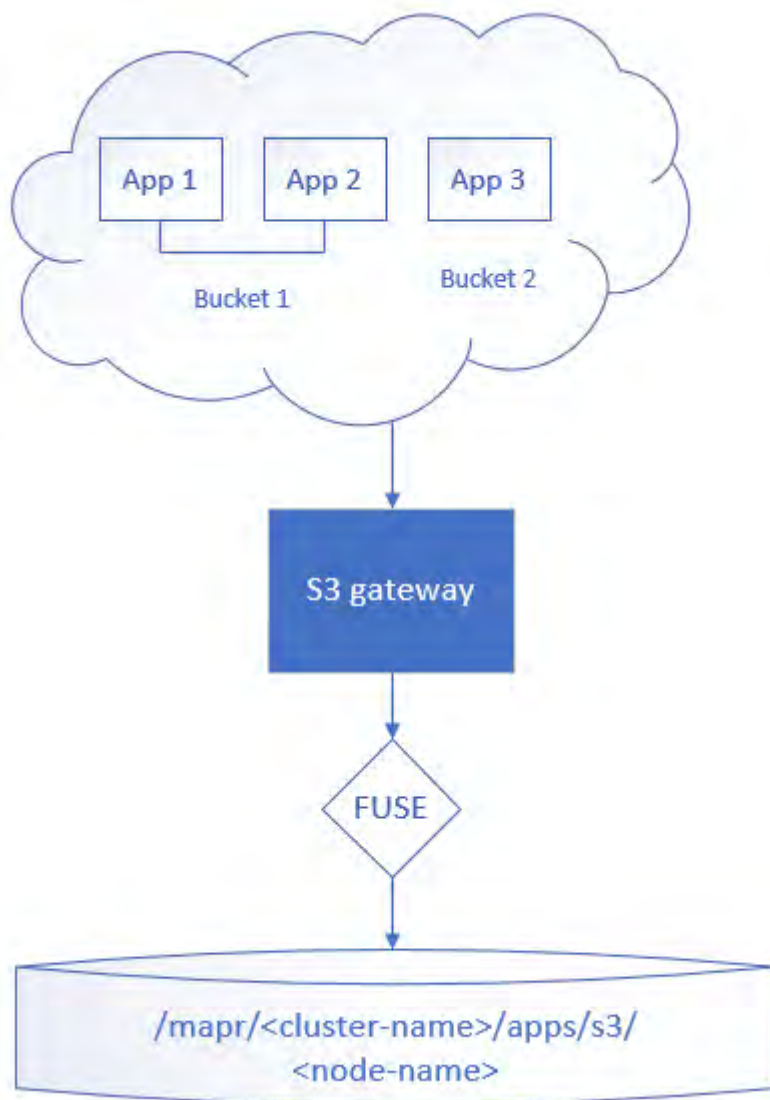 App 1
App 2
App 3
Bucket 1
Bucket 2
S3 gateway
FUSE
/mapr/<cluster-name>/apps/s3/
<node-name>